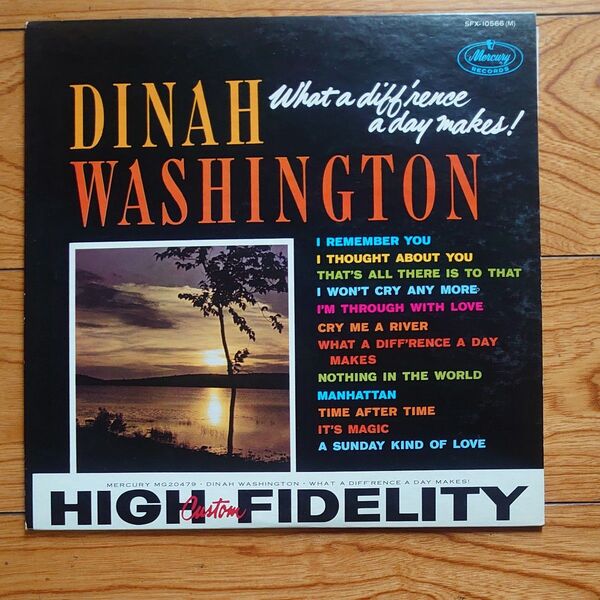 SFX-10566 (M)
Mercury
RECORDS
DINAH
WASHINGTON
What a diff'rence
a day makes!
I REMEMBER YOU
I THOUGHT ABOUT YOU
THAT'S ALL THERE IS TO THAT
I WON'T CRY ANY MORE
I'M THROUGH WITH LOVE
CRY ME A RIVER
WHAT A DIFF'RENCE A DAY
MAKES
NOTHING IN THE WORLD
MANHATTAN
TIME AFTER TIME
IT'S MAGIC
A SUNDAY KIND OF LOVE
MERCURY MG20479 · DINAH WASHINGTON · WHAT A DIFF'RENCE A DAY MAKES!
HIGH Custom FIDELITY